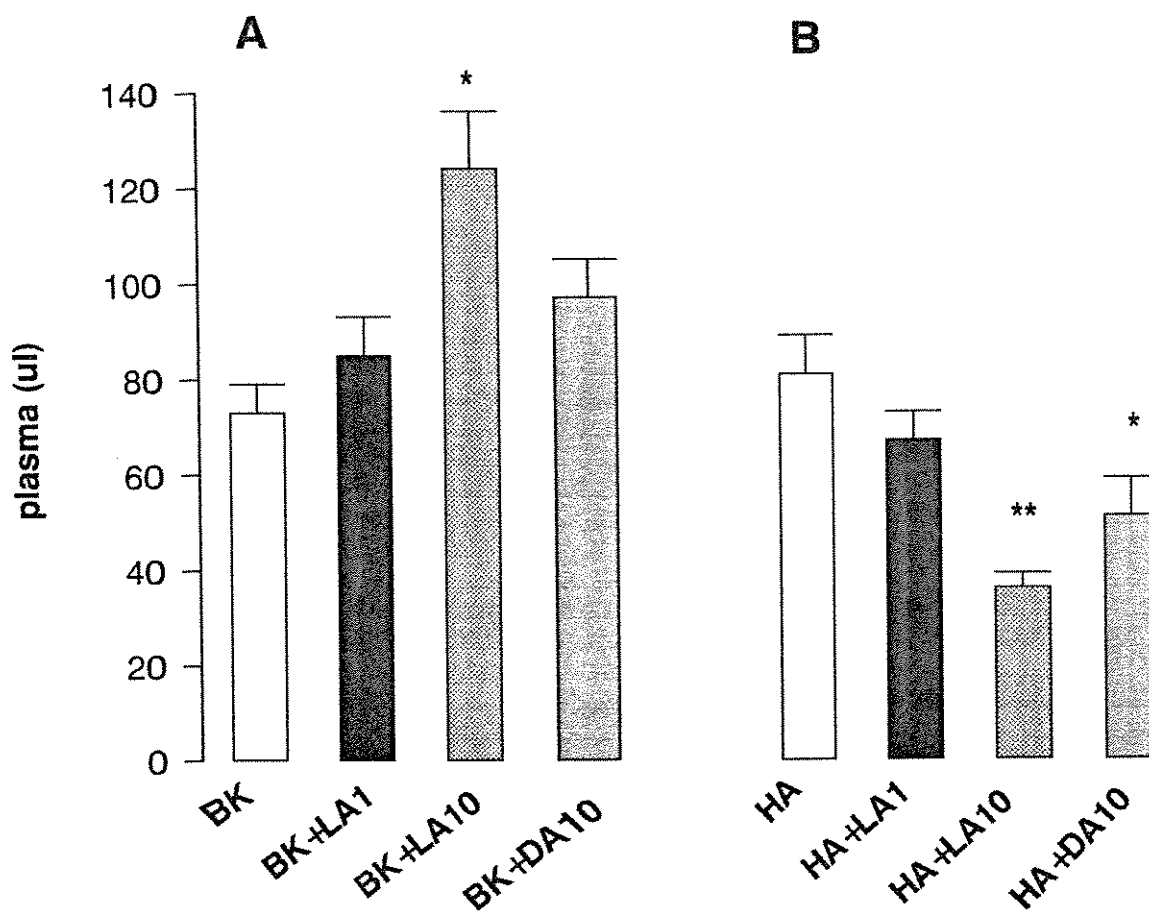 A
B
*
140
120
100
80
60
40
20
0
plasma (ul)
*
**
BK
BK+LA1
BK+LA10
BK+DA10
HA
HA+LA1
HA+LA10
HA+DA10